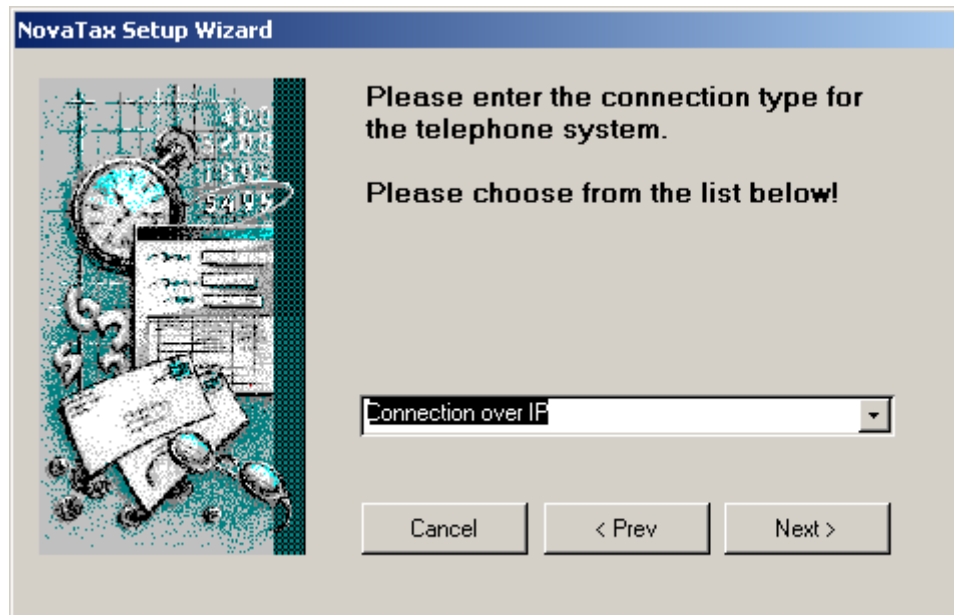 NovaTax Setup Wizard
Please enter the connection type for
the telephone system.
Please choose from the list below!
5495
Connection over IP
Cancel
< Prev
Next >